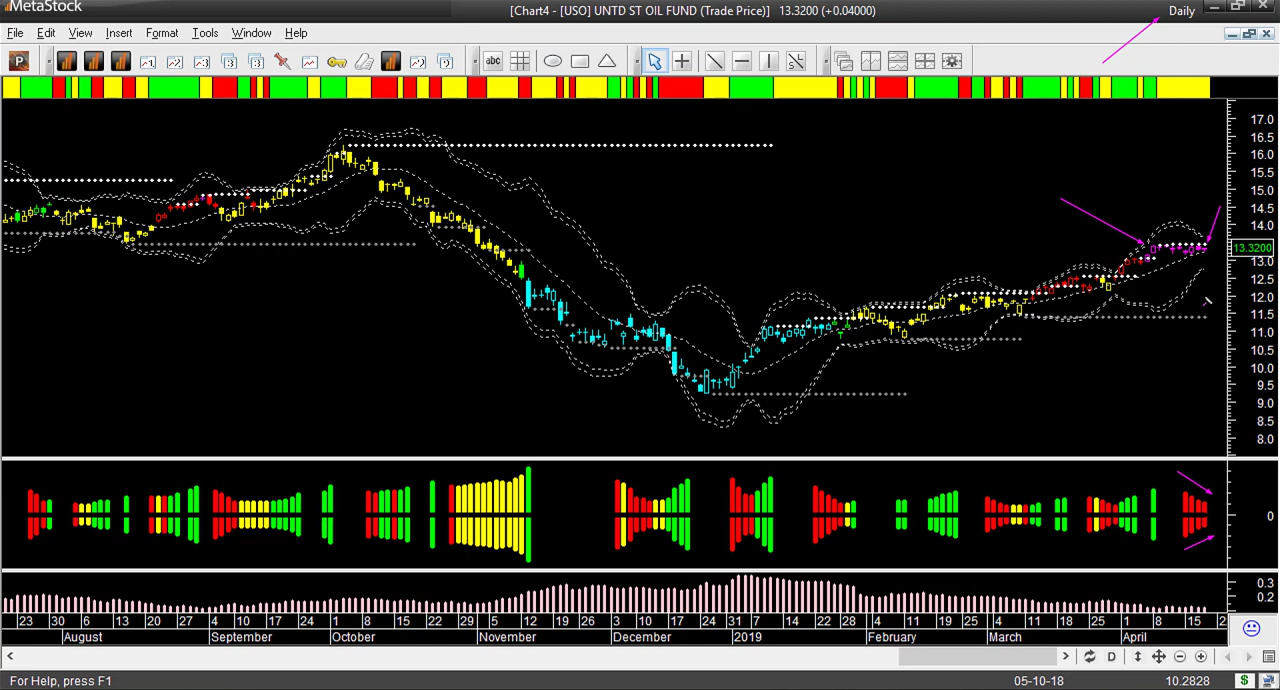 MetaStock
[Chart4 - [USO] UNTD ST OIL FUND (Trade Price)] 13.3200 (+0.04000)
Daily
File Edit View Insert Format Tools Window Help
P
abc
17.0
16.5
16.0
15.5
15.0
14.5
14.0
13.3200
13.0
12.5
12.0
11.5
11.0
10.5
10.0
9.5
9.0
8.5
8.0
0
0.3
0.2
23 30 6 13 20 27 4 10 17 24 1 8 15 22 29 5 12 19 26 3 10 17 24 31 7 14 22 28 4 11 19 25 4 11 18 25 1 8 15 2
August September October November December 2019 February March April
D
For Help, press F1
05-10-18
10.2828
$